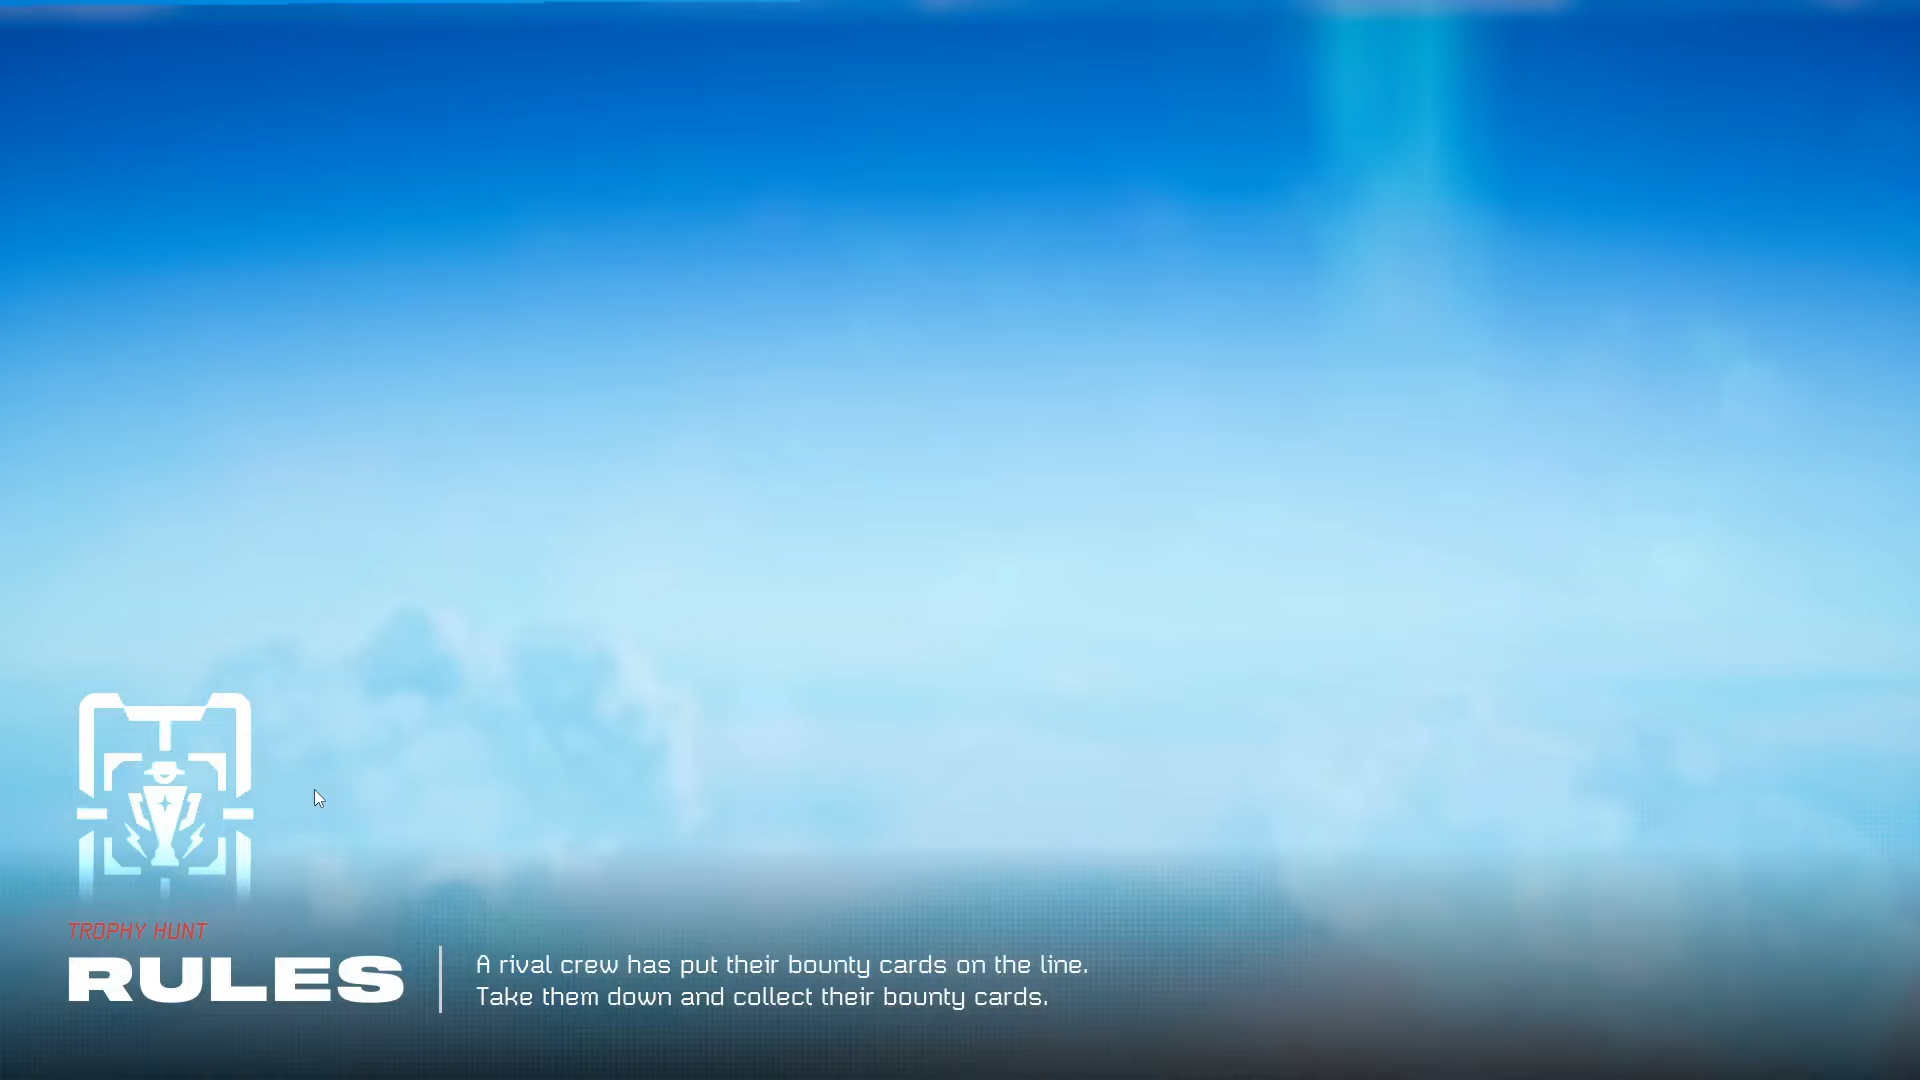 TROPHY HUNT
RULES
A rival crew has put their bounty cards on the line.
Take them down and collect their bounty cards.